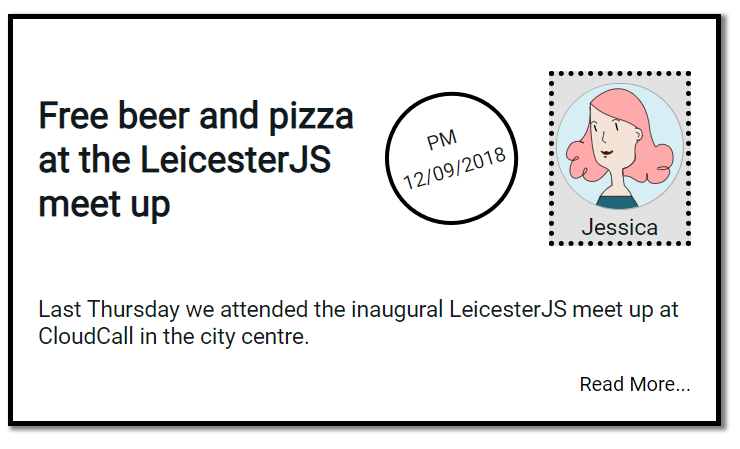 Free beer and pizza
at the LeicesterJS
meet up
PM
12/09/2018
Jessica
Last Thursday we attended the inaugural LeicesterJS meet up at
CloudCall in the city centre.
Read More...